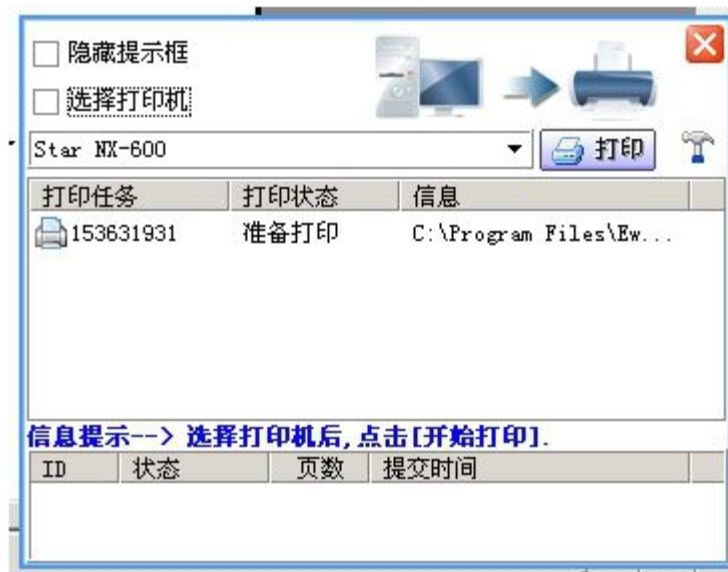 隐藏提示框
选择打印机
Star NX-600 打印
打印任务 打印状态 信息
153631931 准备打印 C:\Program Files\Ew...
信息提示--> 选择打印机后,点击[开始打印].
ID 状态 页数 提交时间